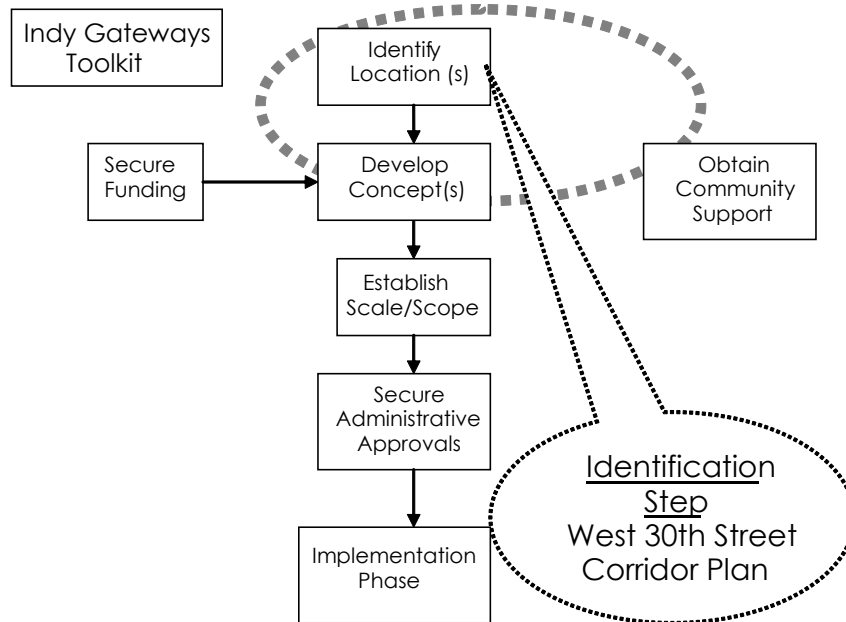 Indy Gateways
Toolkit
Identify
Location (s)
Secure
Funding
Develop
Concept(s)
Obtain
Community
Support
Establish
Scale/Scope
Secure
Administrative
Approvals
Implementation
Phase
Identification
Step
West 30th Street
Corridor Plan